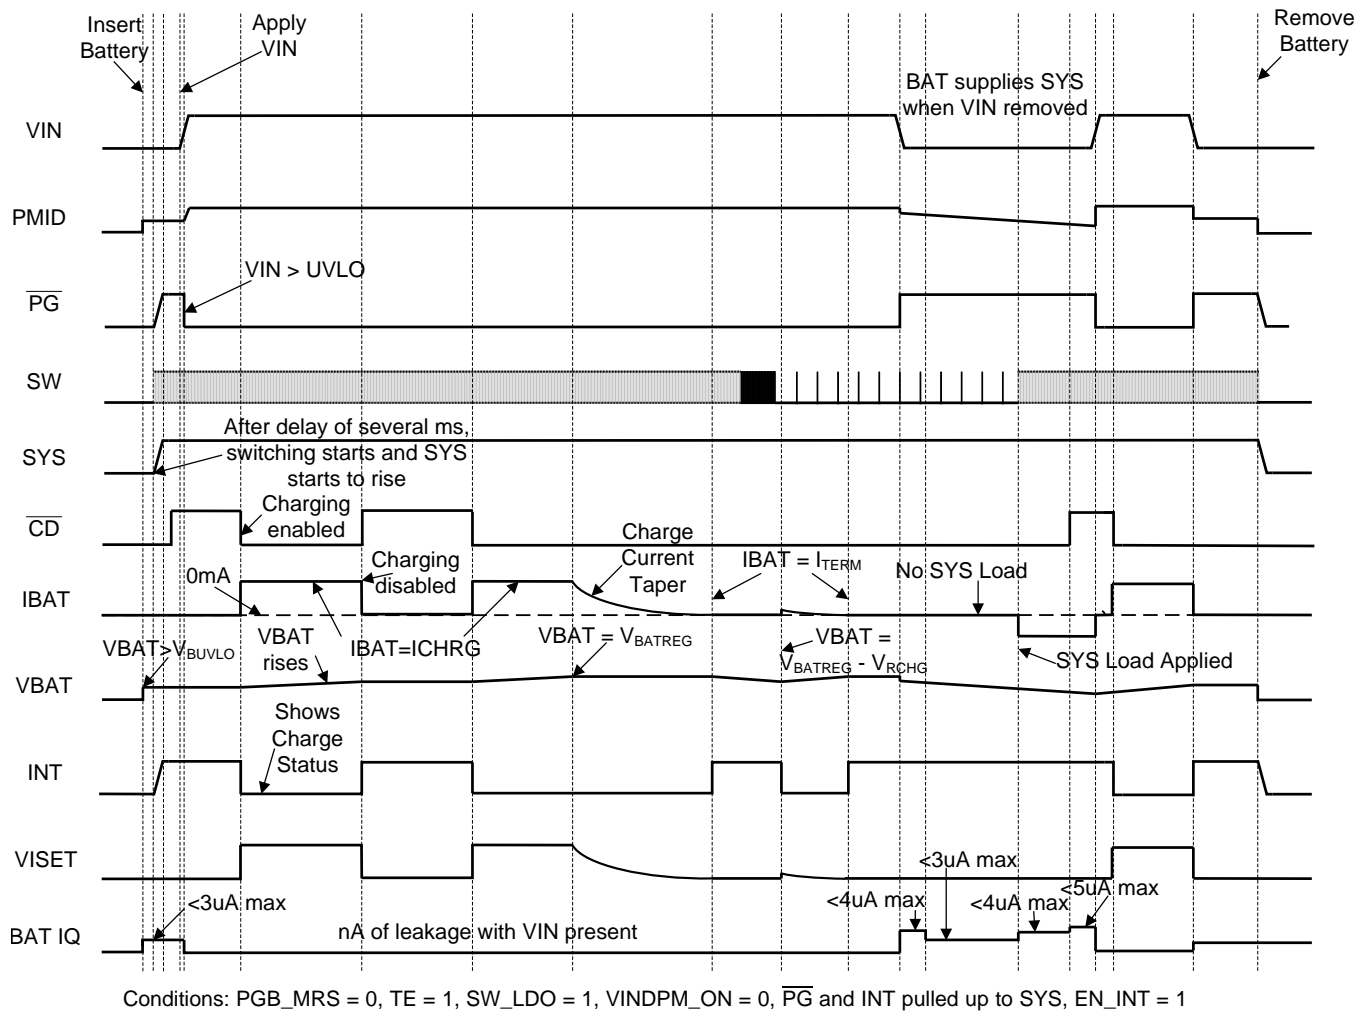 Insert
Battery
Apply
VIN
Remove
Battery
BAT supplies SYS
when VIN removed
VIN
PMID
VIN > UVLO
PG
SW
After delay of several ms,
switching starts and SYS
starts to rise
SYS
Charging
enabled
CD
Charge
Current
Taper
Charging
disabled
IBAT = ITERM
No SYS Load
0mA
IBAT
VBAT>VBUVLO
VBAT
rises
IBAT=ICHRG
VBAT = VBATREG
VBAT =
VBATREG - VRCHG
SYS Load Applied
VBAT
Shows
Charge
Status
INT
VISET
<3uA max
<4uA max
<3uA max
<4uA max
<5uA max
BAT IQ
nA of leakage with VIN present
Conditions: PGB_MRS = 0, TE = 1, SW_LDO = 1, VINDPM_ON = 0, PG and INT pulled up to SYS, EN_INT = 1